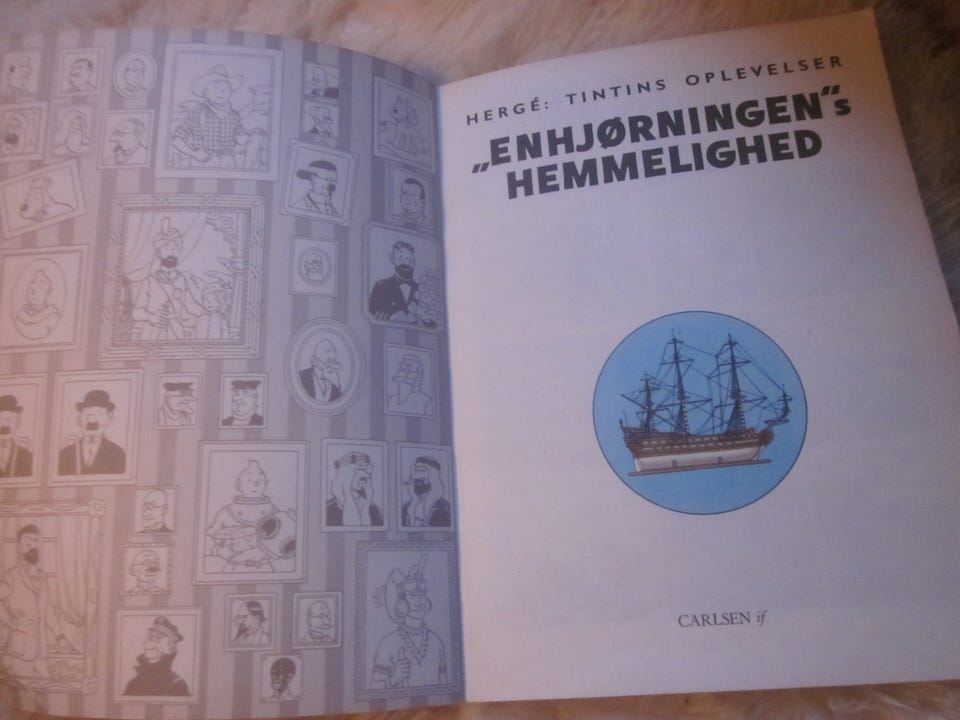 HERGÉ: TINTINS OPLEVELSER
„ENHJØRNINGEN“s
HEMMELIGHED
CARLSEN if